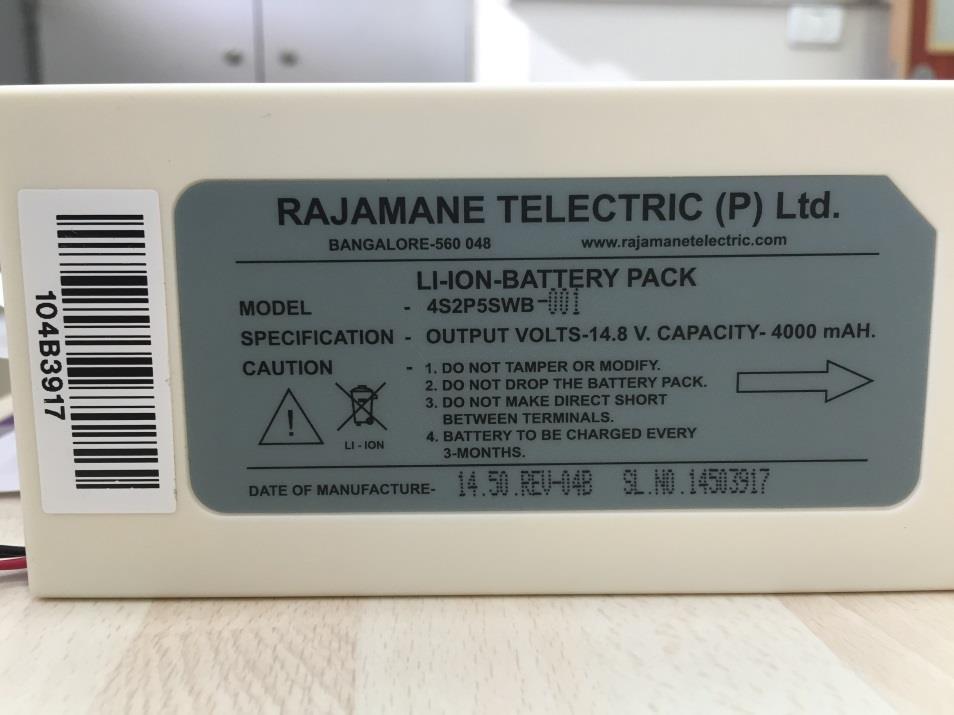 RAJAMANE TELECTRIC (P) Ltd.
BANGALORE-560 048 www.rajamanetelectric.com
LI-ION-BATTERY PACK
MODEL - 4S2P5SWB-001
SPECIFICATION - OUTPUT VOLTS-14.8 V. CAPACITY- 4000 mAH.
CAUTION - 1. DO NOT TAMPER OR MODIFY.
2. DO NOT DROP THE BATTERY PACK.
3. DO NOT MAKE DIRECT SHORT
BETWEEN TERMINALS.
4. BATTERY TO BE CHARGED EVERY
3-MONTHS.
!
LI - ION
DATE OF MANUFACTURE- 14.50.REV-04B SL.NO.14503917
104B3917